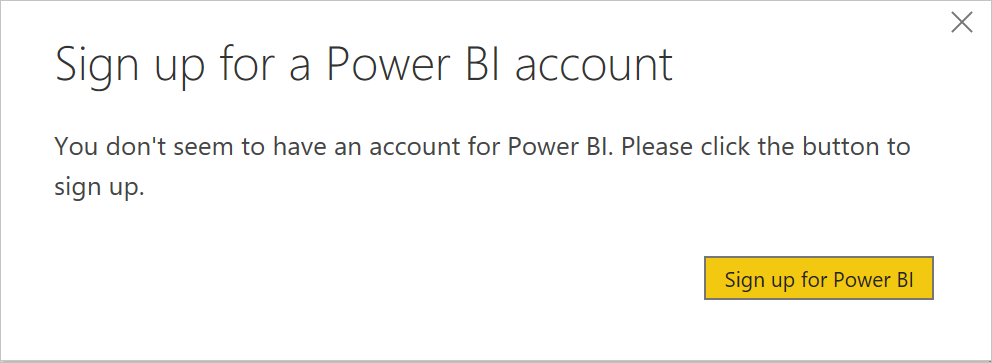 Sign up for a Power BI account
You don't seem to have an account for Power BI. Please click the button to
sign up.
Sign up for Power BI